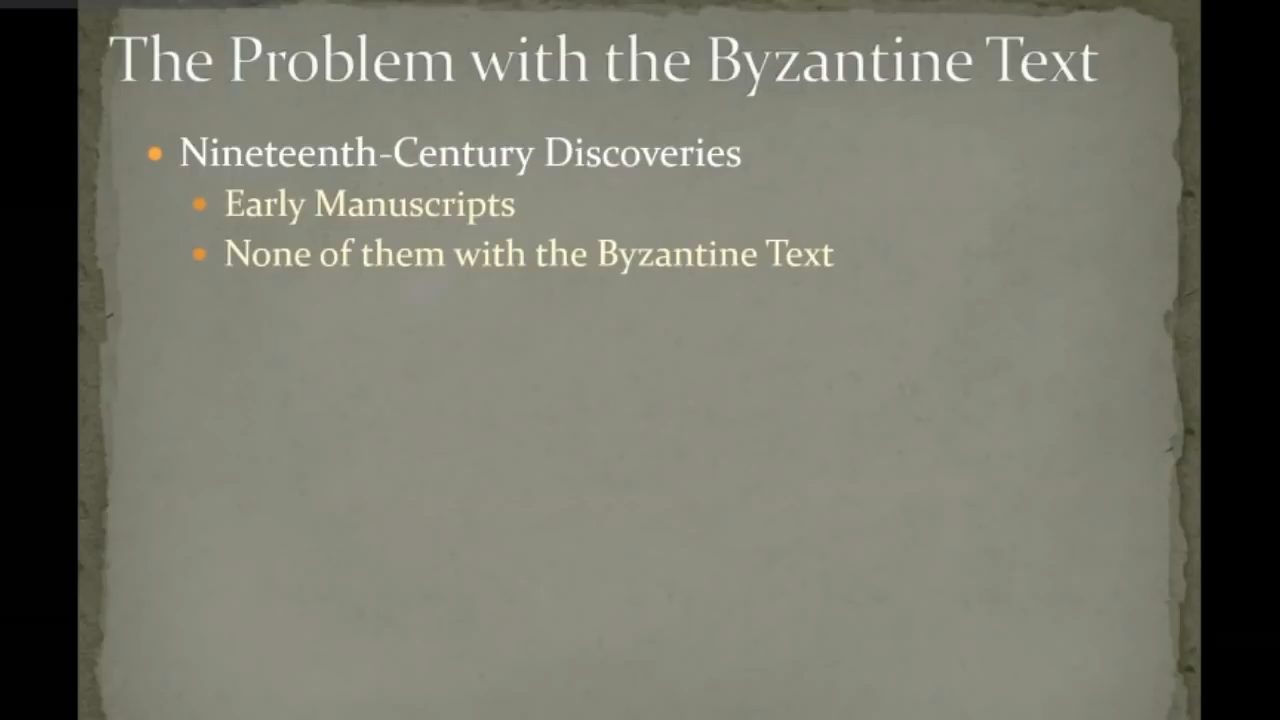 The Problem with the Byzantine Text
Nineteenth-Century Discoveries
Early Manuscripts
None of them with the Byzantine Text